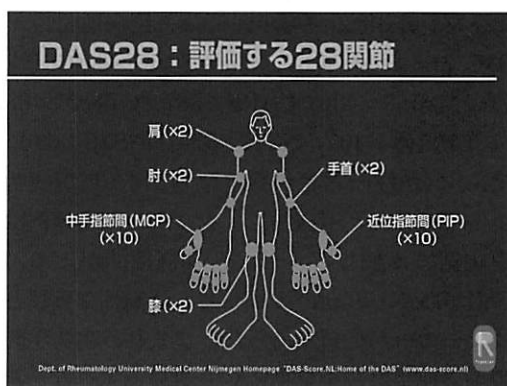 DAS28：評価する28関節
肩(×2)
肘(×2)
手首(×2)
中手指節間(MCP)
(×10)
近位指節間(PIP)
(×10)
膝(×2)
Dept. of Rheumatology University Medical Center Nijmegen Homepage "DAS-Score.NL:Home of the DAS" (www.das-score.nl)
R